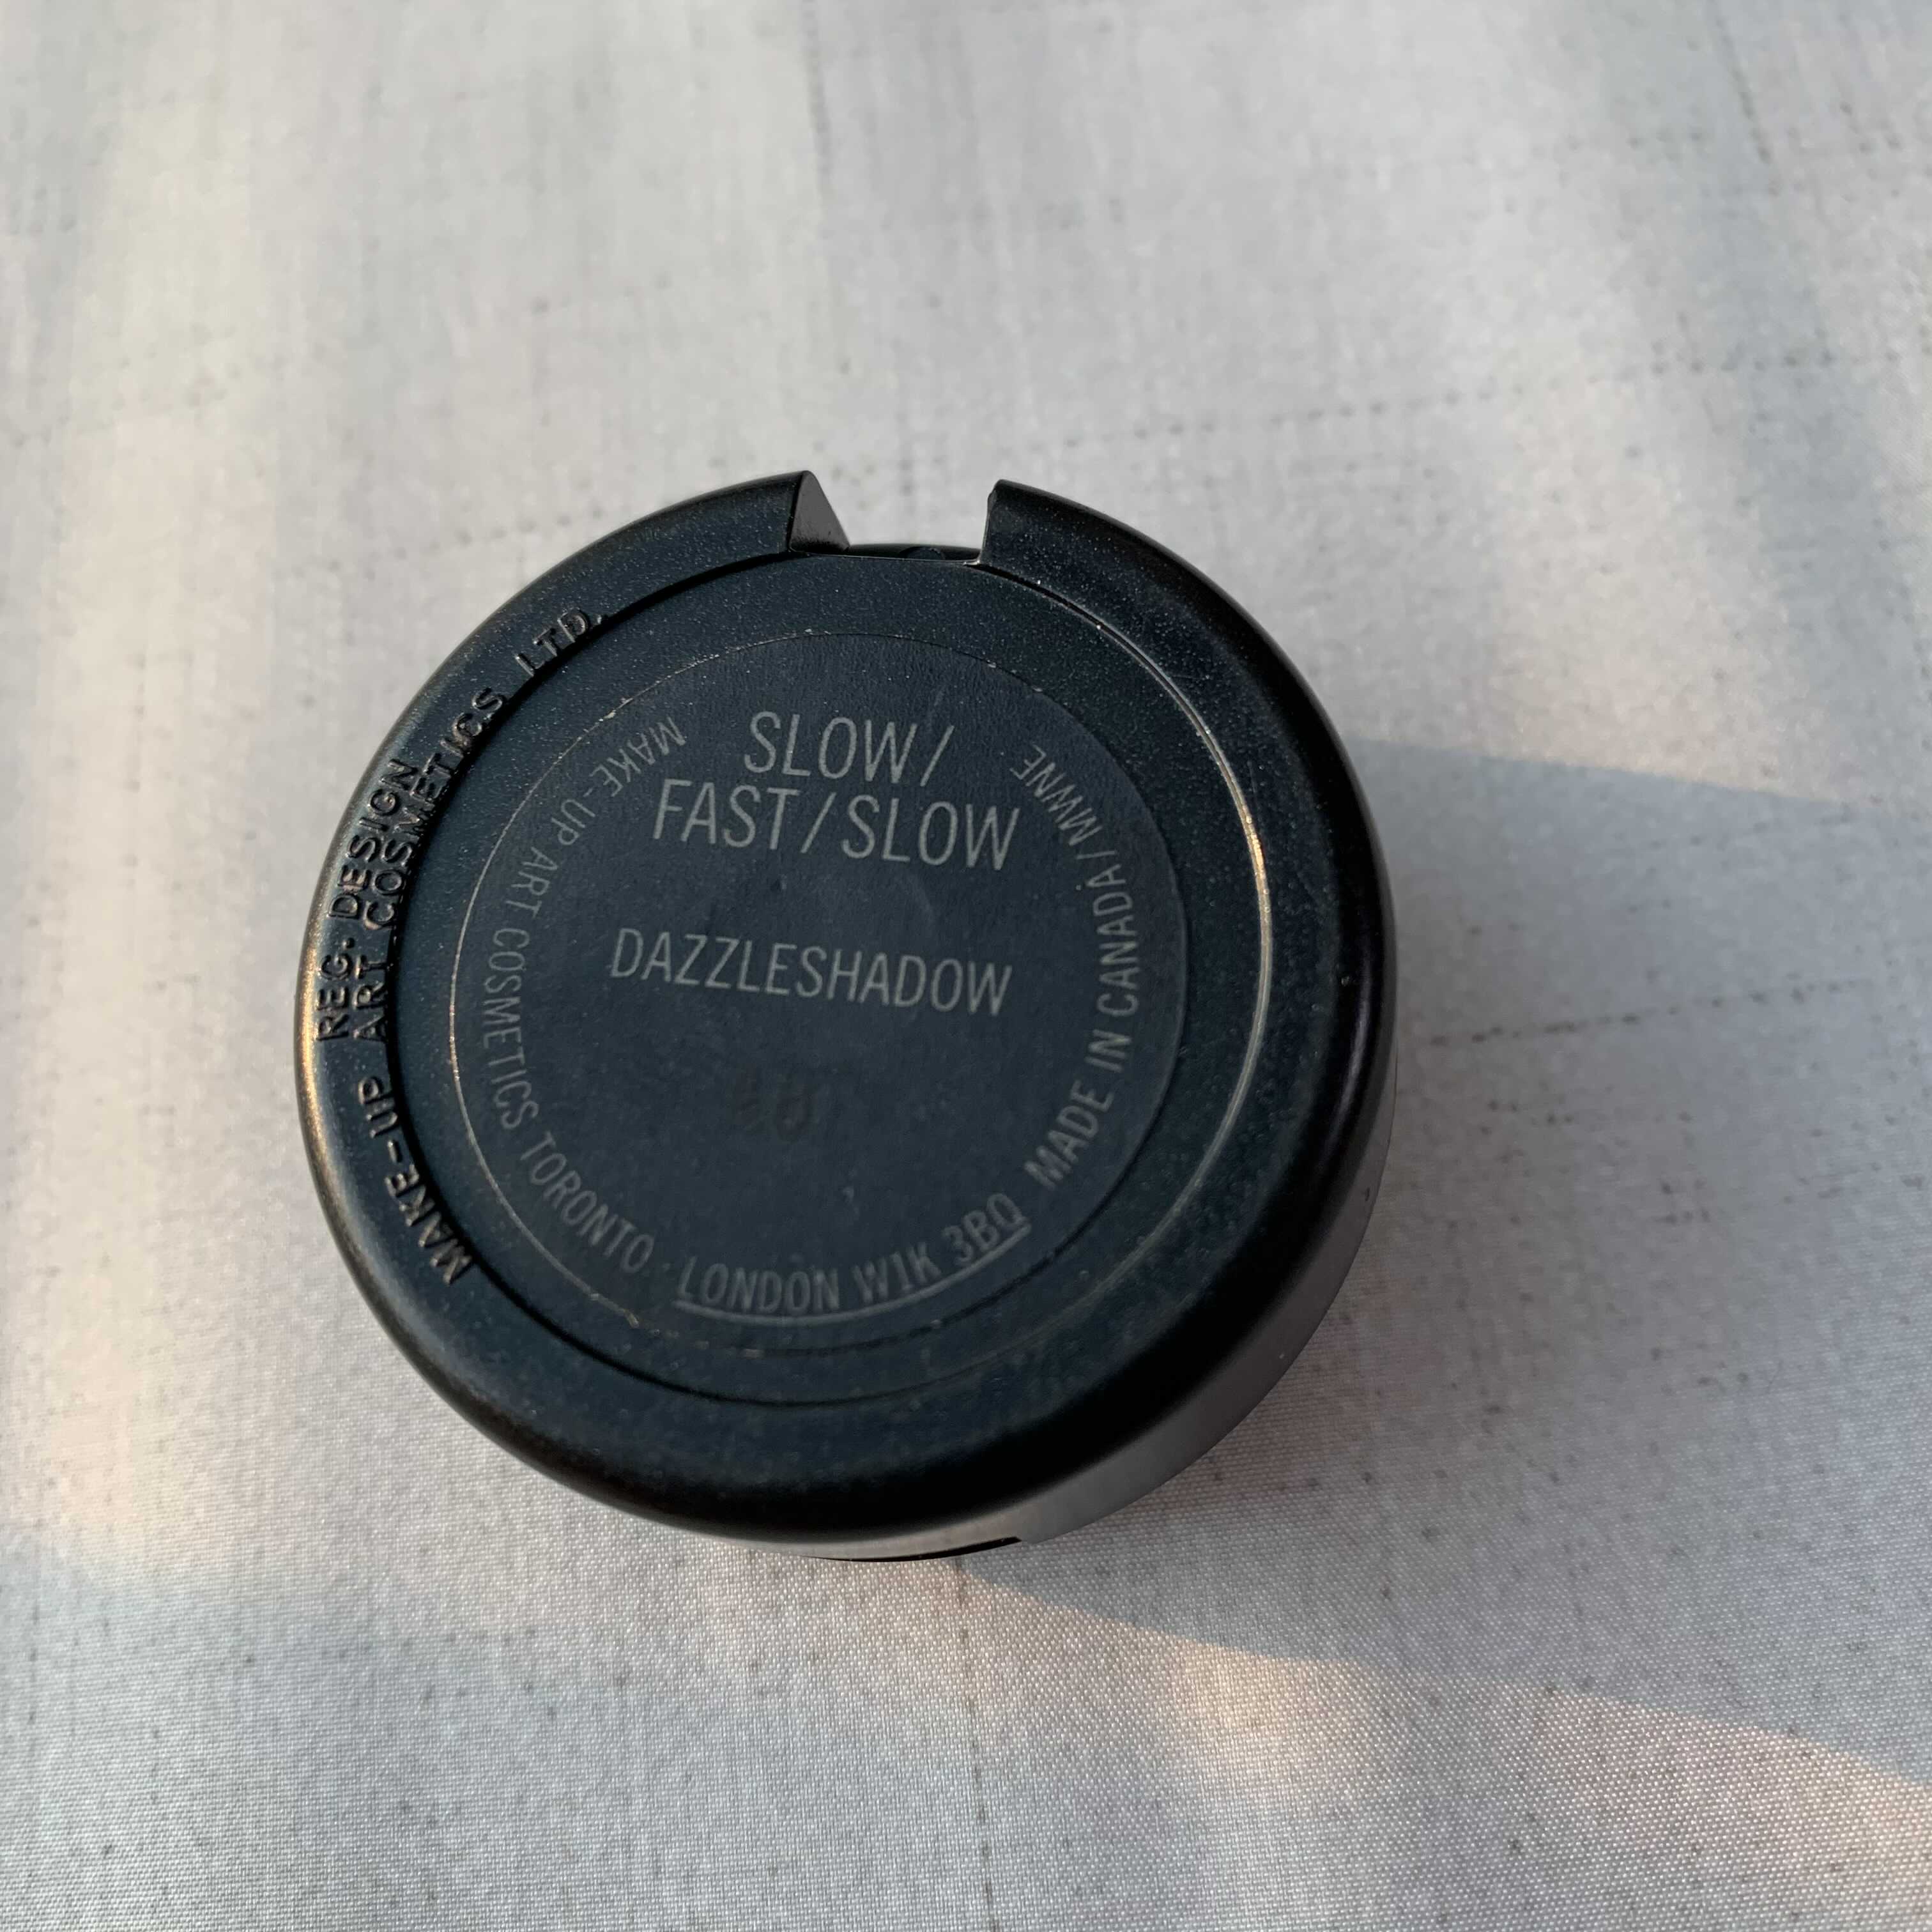 SLOW/
FAST/SLOW
DAZZLESHADOW
MAKE-UP ART COSMETICS TORONTO · LONDON W1K 3BQ MADE IN CANADA/MWNE
REG. DESIGN
MAKE-UP ART COSMETICS LTD.